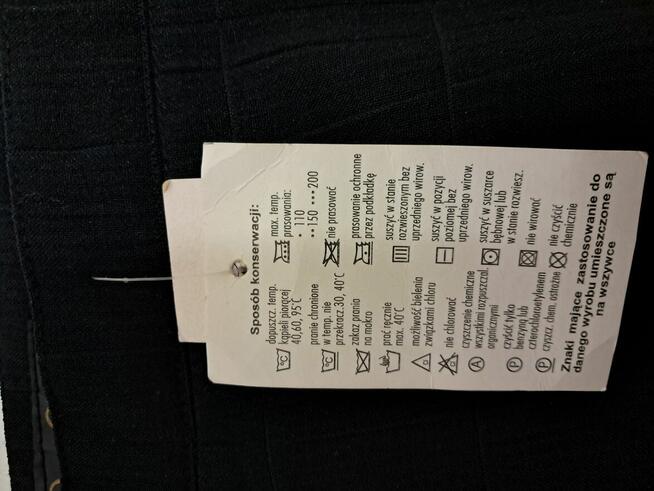 Sposób konserwacji:
dopuszcz. temp.
kąpieli piorącej
40,60, 95°C
pranie chronione
w temp. nie
przekracz.30, 40°C
zakaz prania
na mokro
prać ręcznie
max. 40°C
możliwość bielenia
związkami chloru
nie chlorować
czyszczenie chemiczne
wszystkimi rozpuszczal.
organicznymi
czyścić tylko
benzyną lub
czterochloroetylenem
czyszcz. chem. ostrożne
max. temp.
prasowania:
• 110
••150 •••200
nie prasować
prasowanie ochronne
przez podkładkę
suszyć w stanie
rozwieszonym bez
uprzedniego wirow.
suszyć w pozycji
poziomej bez
uprzedniego wirow.
suszyć w suszarce
bębnowej lub
w stanie rozwiesz.
nie wirować
nie czyścić
chemicznie
Znaki mające zastosowanie do
danego wyrobu umieszczone są
na wszywce